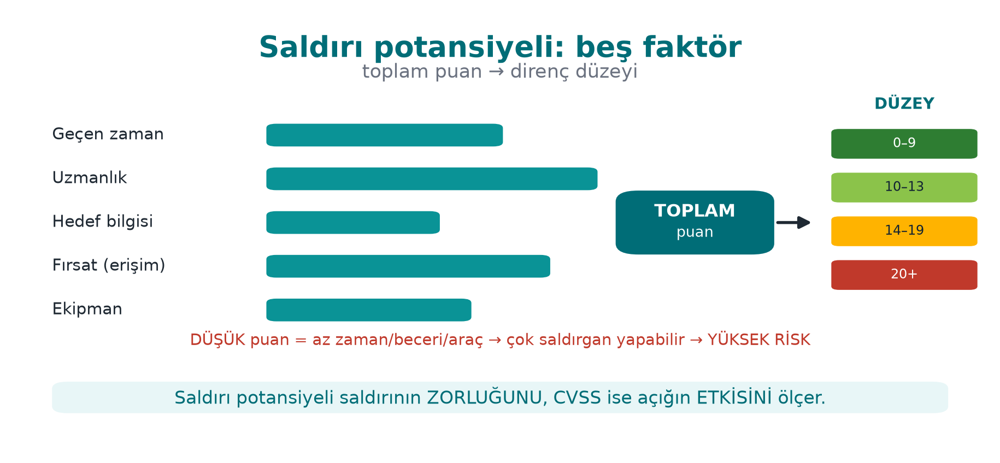 Saldırı potansiyeli: beş faktör
toplam puan → direnç düzeyi
Geçen zaman
Uzmanlık
Hedef bilgisi
Fırsat (erişim)
Ekipman
TOPLAM
puan
DÜZEY
0–9
10–13
14–19
20+
DÜŞÜK puan = az zaman/beceri/araç → çok saldırgan yapabilir → YÜKSEK RİSK
Saldırı potansiyeli saldırının ZORLUĞUNU, CVSS ise açığın ETKİSİNİ ölçer.